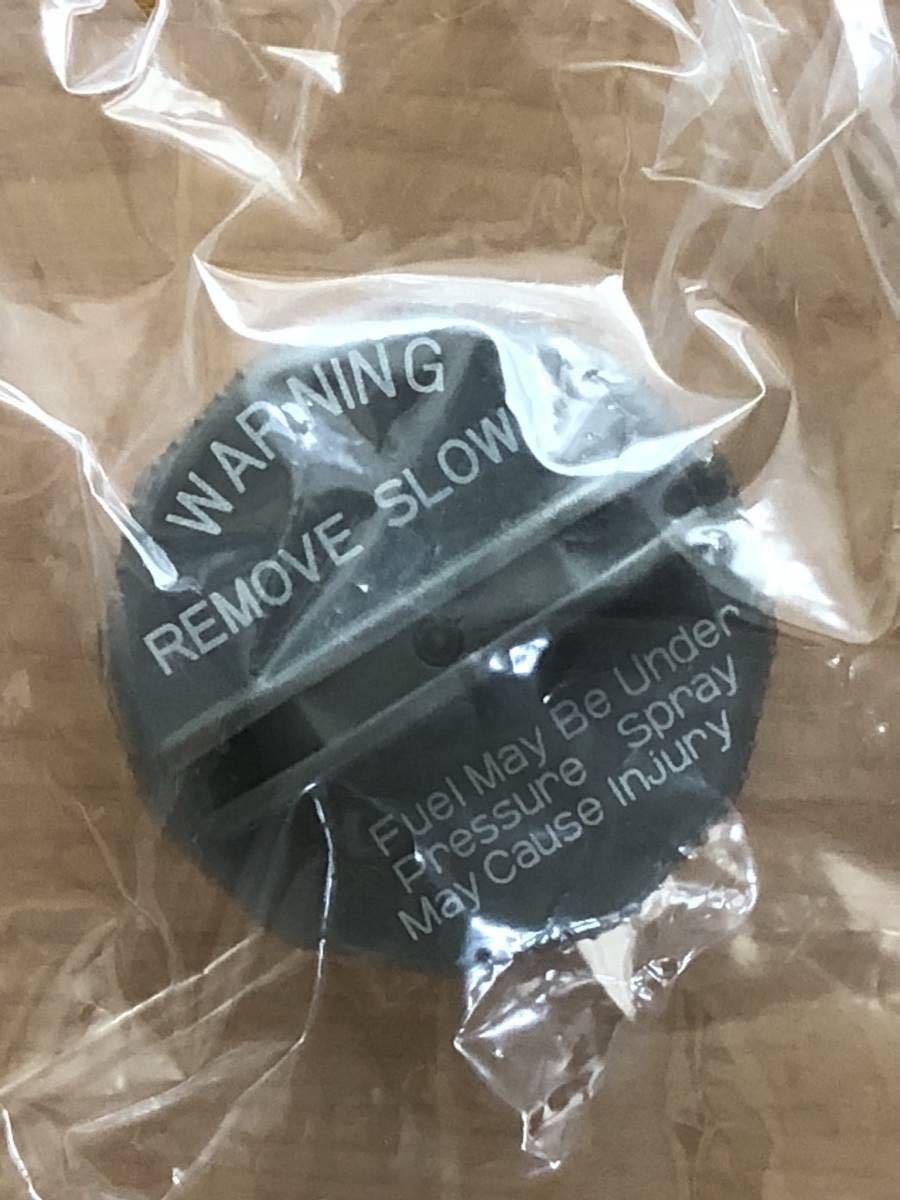 WARNING
REMOVE SLOW
Fuel May Be Under
Pressure Spray
May Cause Injury